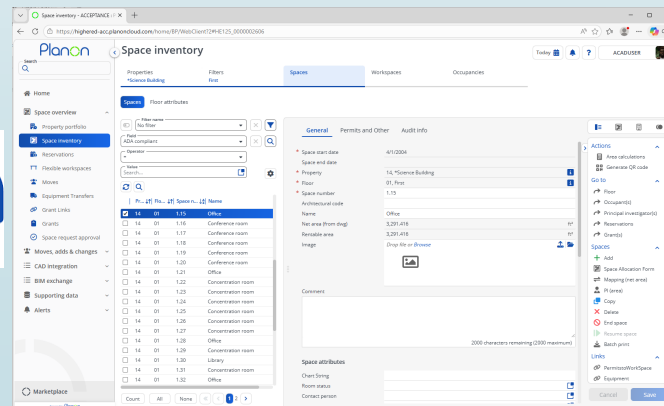 Space inventory - ACCEPTANCE
https://highered-acc.planoncloud.com/home/BP/WebClient12#HE125_0000002606
Planon
Search
Home
Space overview
Property portfolio
Space inventory
Reservations
Flexible workspaces
Moves
Equipment Transfers
Grant Links
Grants
Space request approval
Moves, adds & changes
CAD integration
BIM exchange
Supporting data
Alerts
Marketplace
Space inventory
Today
ACADUSER
Properties
*Science Building
Filters
First
Spaces
Workspaces
Occupancies
Spaces
Floor attributes
Filter name
No filter
Field
ADA compliant
Operator
=
Value
Search...
Pr... Flo... Space n... Name
14 01 1.15 Office
14 01 1.16 Conference room
14 01 1.17 Conference room
14 01 1.18 Conference room
14 01 1.19 Conference room
14 01 1.20 Conference room
14 01 1.21 Office
14 01 1.22 Concentration room
14 01 1.23 Concentration room
14 01 1.24 Concentration room
14 01 1.25 Concentration room
14 01 1.26 Concentration room
14 01 1.27 Concentration room
14 01 1.28 Office
14 01 1.29 Concentration room
14 01 1.30 Library
14 01 1.31 Concentration room
14 01 1.32 Office
Count
All
None
1 2
General
Permits and Other
Audit info
* Space start date 4/1/2004
Space end date
* Property 14, *Science Building
* Floor 01, First
* Space number 1.15
Architectural code
Name Office
Net area (from dwg) 3,291.416 ft²
Rentable area 3,291.416 ft²
Image Drop file or Browse
Comment
2000 characters remaining (2000 maximum)
Space attributes
Chart String
Room status
Contact person
Actions
Area calculations
Generate QR code
Go to
Floor
Occupant(s)
Principal investigator(s)
Reservations
Grant(s)
Spaces
Add
Space Allocation Form
Mapping (net area)
PI (area)
Copy
Delete
End space
Resume space
Batch print
Links
PermitstoWorkSpace
Equipment
Cancel
Save